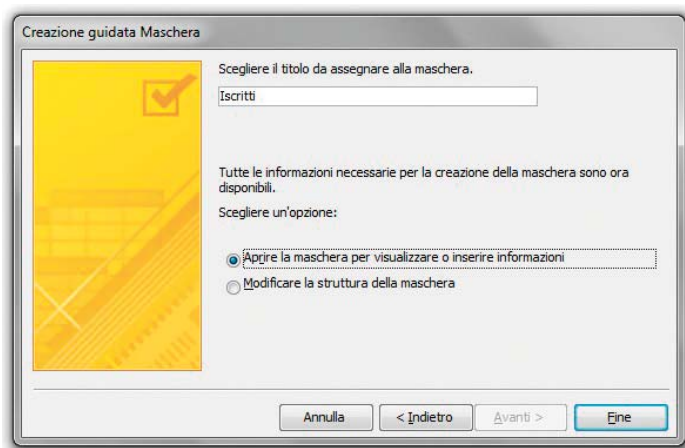 Creazione guidata Maschera
Scegliere il titolo da assegnare alla maschera.
Iscritti
Tutte le informazioni necessarie per la creazione della maschera sono ora
disponibili.
Scegliere un'opzione:
Aprire la maschera per visualizzare o inserire informazioni
Modificare la struttura della maschera
Annulla
< Indietro
Avanti >
Fine